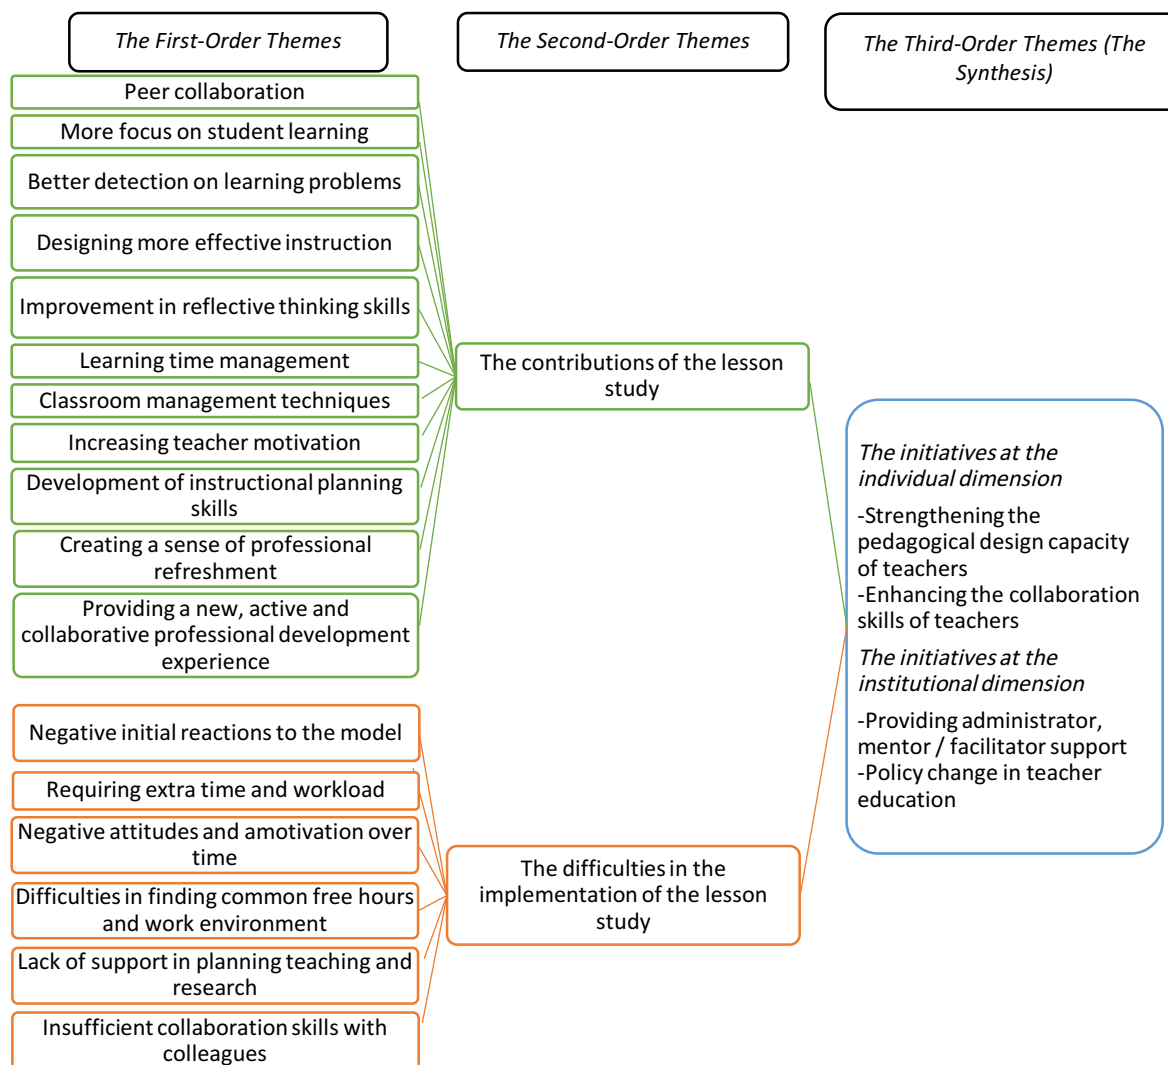 The First-Order Themes
The Second-Order Themes
The Third-Order Themes (The
Synthesis)
Peer collaboration
More focus on student learning
Better detection on learning problems
Designing more effective instruction
Improvement in reflective thinking skills
Learning time management
Classroom management techniques
Increasing teacher motivation
Development of instructional planning
skills
Creating a sense of professional
refreshment
Providing a new, active and
collaborative professional development
experience
Negative initial reactions to the model
Requiring extra time and workload
Negative attitudes and amotivation over
time
Difficulties in finding common free hours
and work environment
Lack of support in planning teaching and
research
Insufficient collaboration skills with
colleagues
The contributions of the lesson
study
The difficulties in the
implementation of the lesson
study
The initiatives at the
individual dimension
-Strengthening the
pedagogical design capacity
of teachers
-Enhancing the collaboration
skills of teachers
The initiatives at the
institutional dimension
-Providing administrator,
mentor / facilitator support
-Policy change in teacher
education